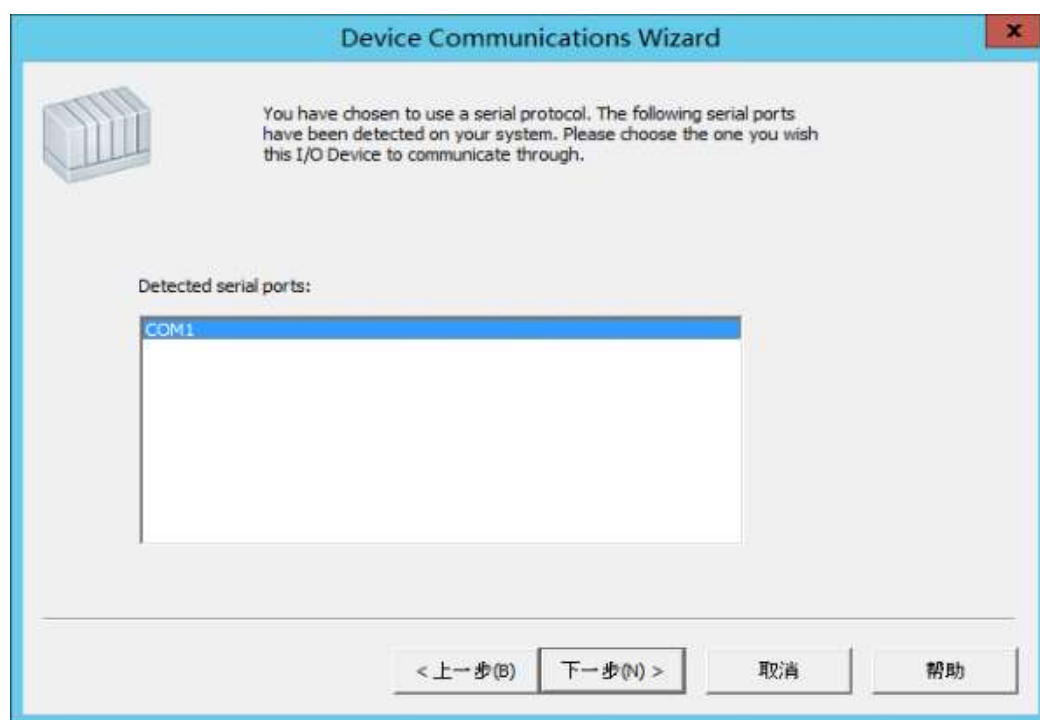 Device Communications Wizard
x
You have chosen to use a serial protocol. The following serial ports
have been detected on your system. Please choose the one you wish
this I/O Device to communicate through.
Detected serial ports:
COM1
< 上一步(B)
下一步(N) >
取消
帮助